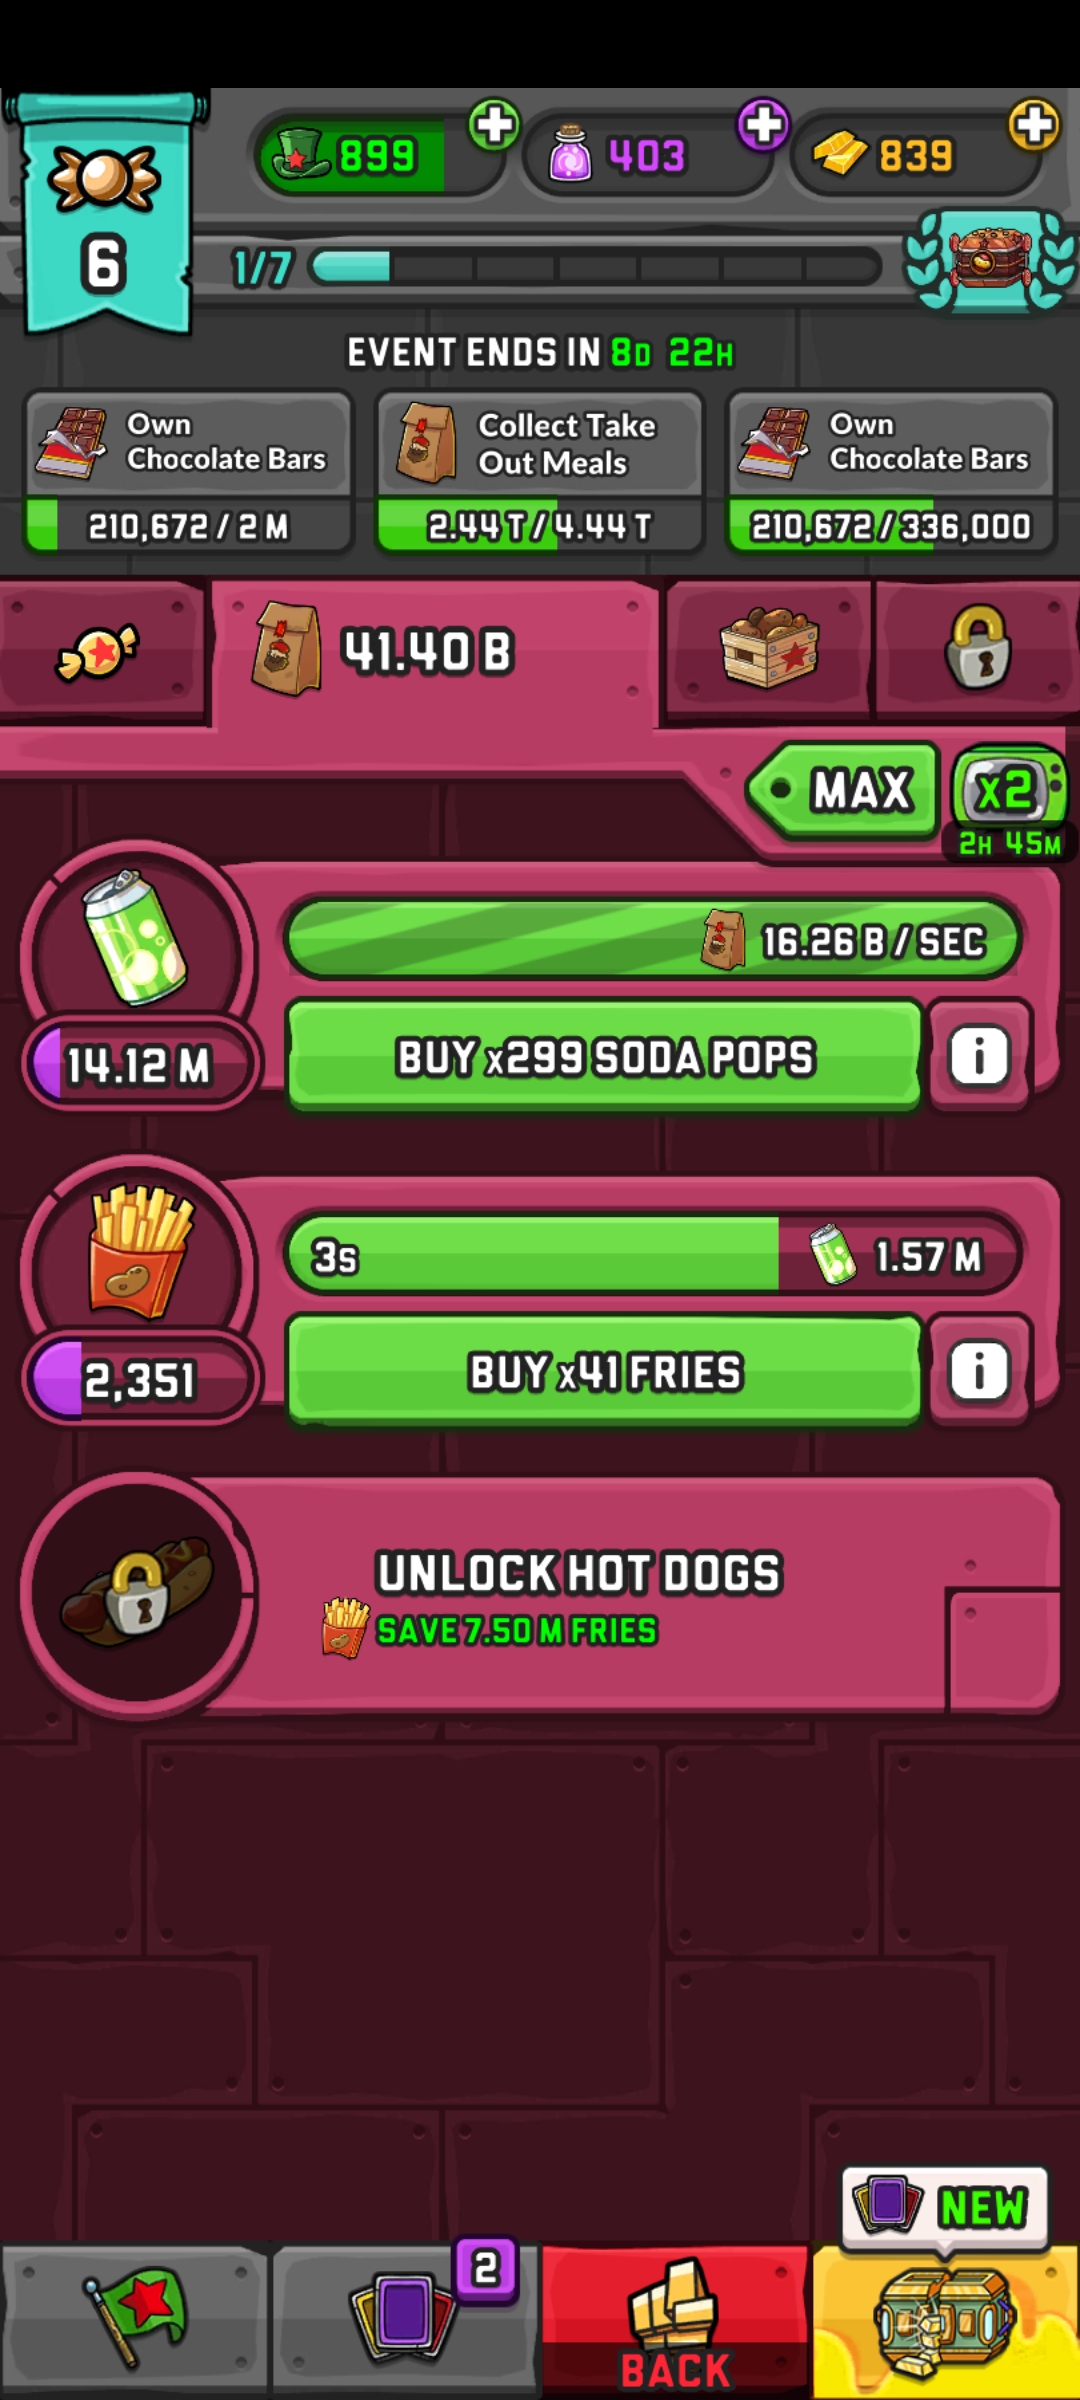 899
403
839
6
1/7
EVENT ENDS IN 8D 22H
Own
Chocolate Bars
210,672 / 2 M
Collect Take
Out Meals
2.44 T / 4.44 T
Own
Chocolate Bars
210,672 / 336,000
41.40 B
MAX
x2
2H 45M
16.26 B / SEC
14.12 M
BUY x299 SODA POPS
i
3s
1.57 M
2,351
BUY x41 FRIES
i
UNLOCK HOT DOGS
SAVE 7.50 M FRIES
NEW
2
BACK